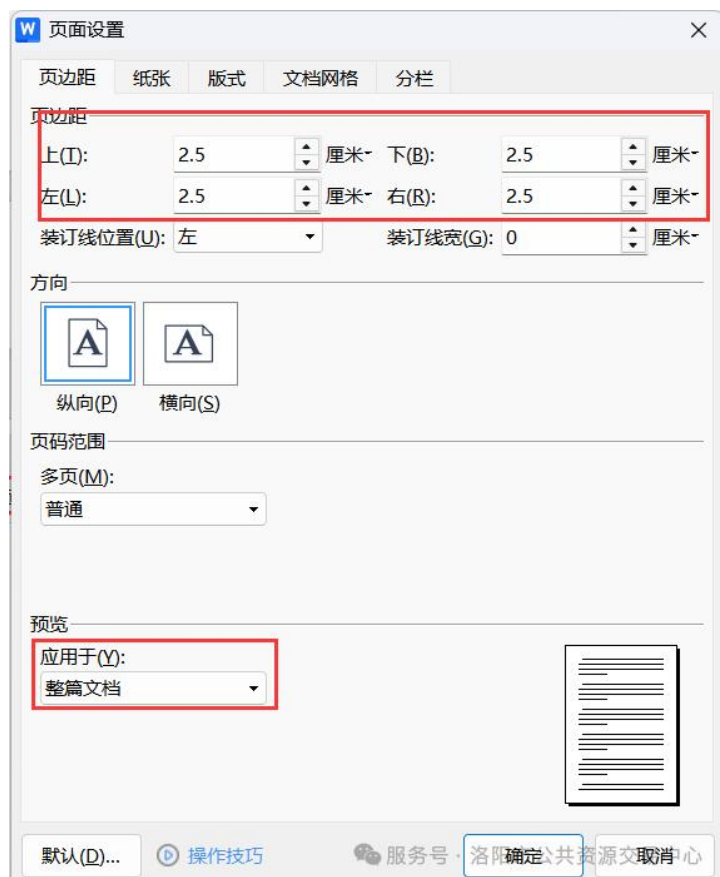 W 页面设置
页边距 纸张 版式 文档网格 分栏
页边距
上(T): 2.5 厘米 下(B): 2.5 厘米
左(L): 2.5 厘米 右(R): 2.5 厘米
装订线位置(U): 左 装订线宽(G): 0 厘米
方向
A A
纵向(P) 横向(S)
页码范围
多页(M):
普通
预览
应用于(Y):
整篇文档
默认(D)... 操作技巧 确定 取消
服务号 · 洛阳 公共资源交 中心